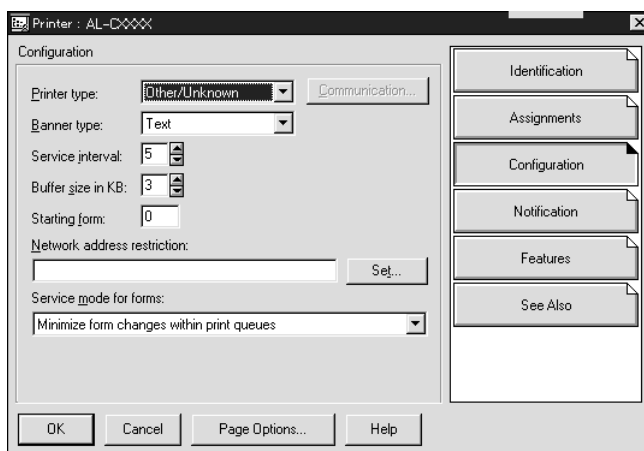 Printer : AL-CXXXX
Configuration
Printer type: Other/Unknown Communication...
Banner type: Text
Service interval: 5
Buffer size in KB: 3
Starting form: 0
Network address restriction:
Set...
Service mode for forms:
Minimize form changes within print queues
OK Cancel Page Options... Help
Identification
Assignments
Configuration
Notification
Features
See Also